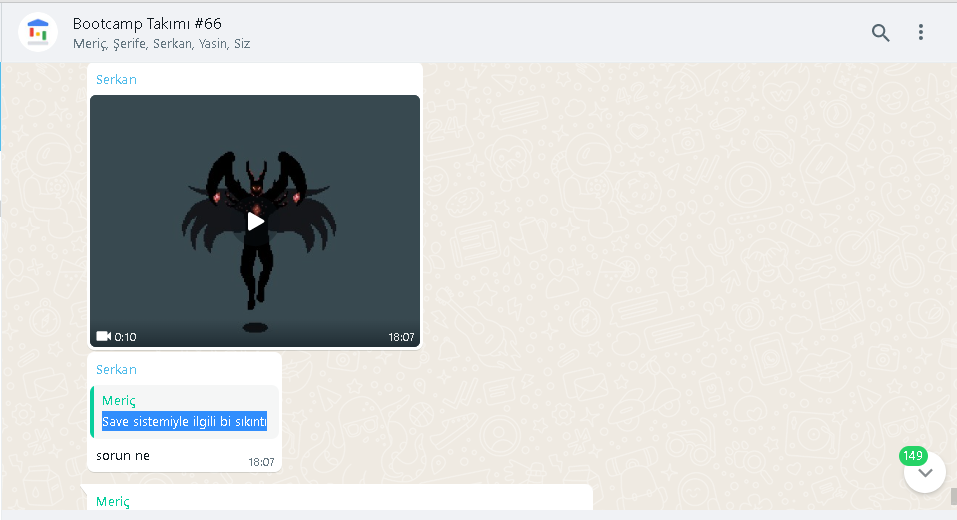 Bootcamp Takımı #66
Meriç, Şerife, Serkan, Yasin, Siz
Serkan
0:10
18:07
Serkan
Meriç
Save sistemiyle ilgili bi sıkıntı
sorun ne
18:07
149
Meriç